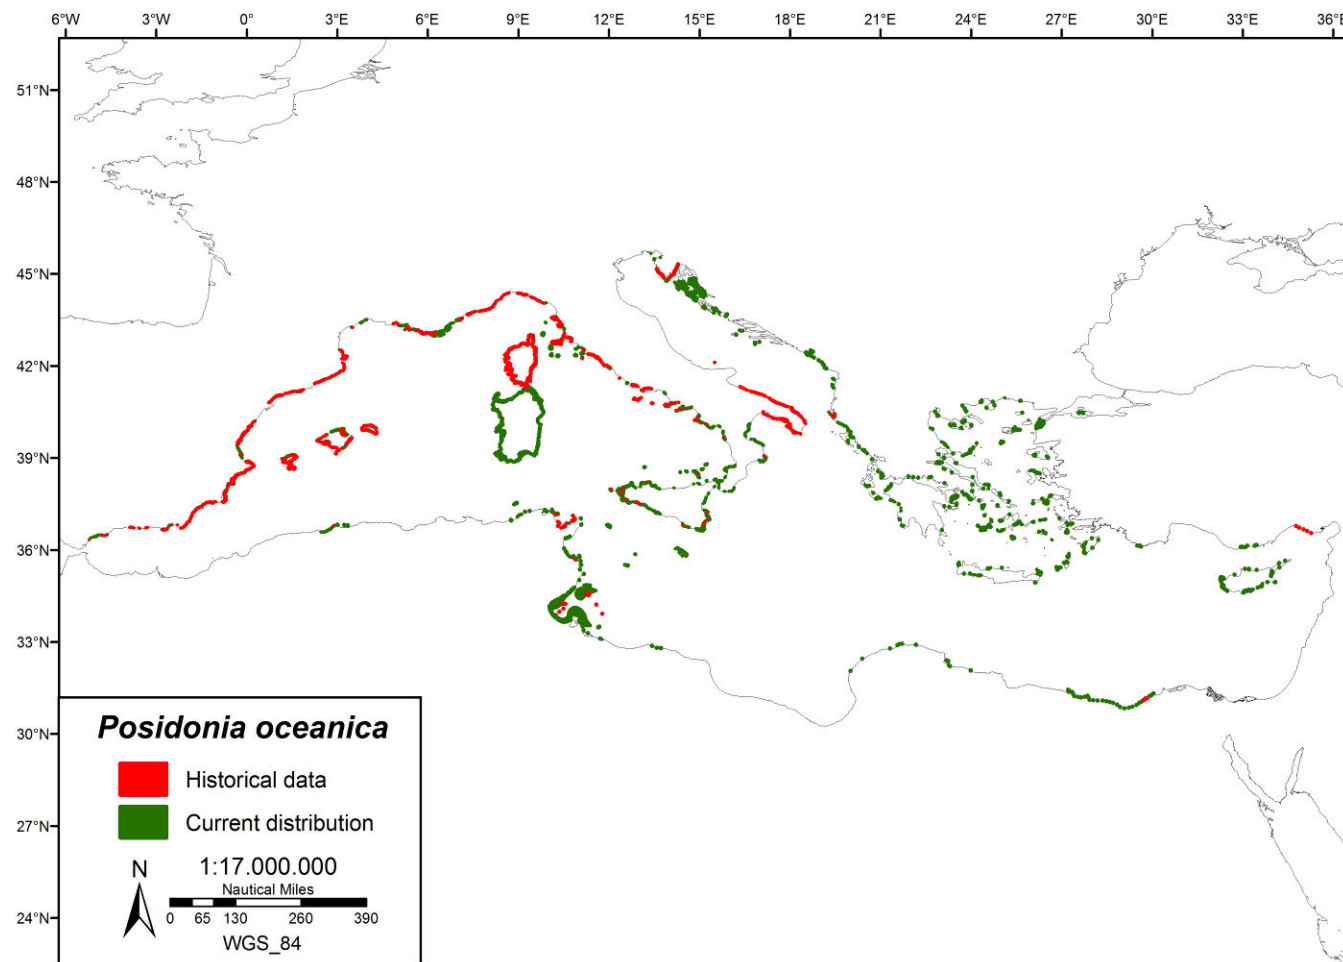 6°W 3°W 0° 3°E 6°E 9°E 12°E 15°E 18°E 21°E 24°E 27°E 30°E 33°E 36°E
51°N
48°N
45°N
42°N
39°N
36°N
33°N
30°N
27°N
24°N
Posidonia oceanica
Historical data
Current distribution
N
1:17.000.000
Nautical Miles
0 65 130 260 390
WGS_84